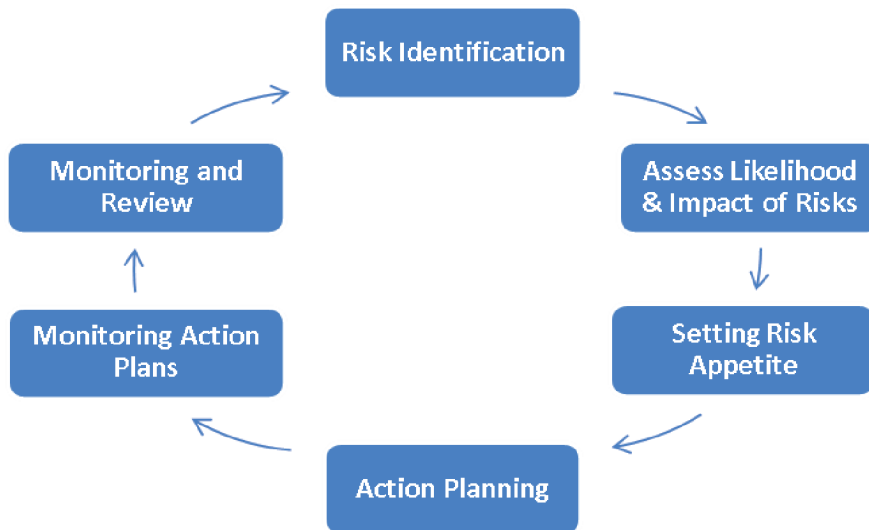 Risk Identification
Assess Likelihood
& Impact of Risks
Setting Risk
Appetite
Action Planning
Monitoring Action
Plans
Monitoring and
Review